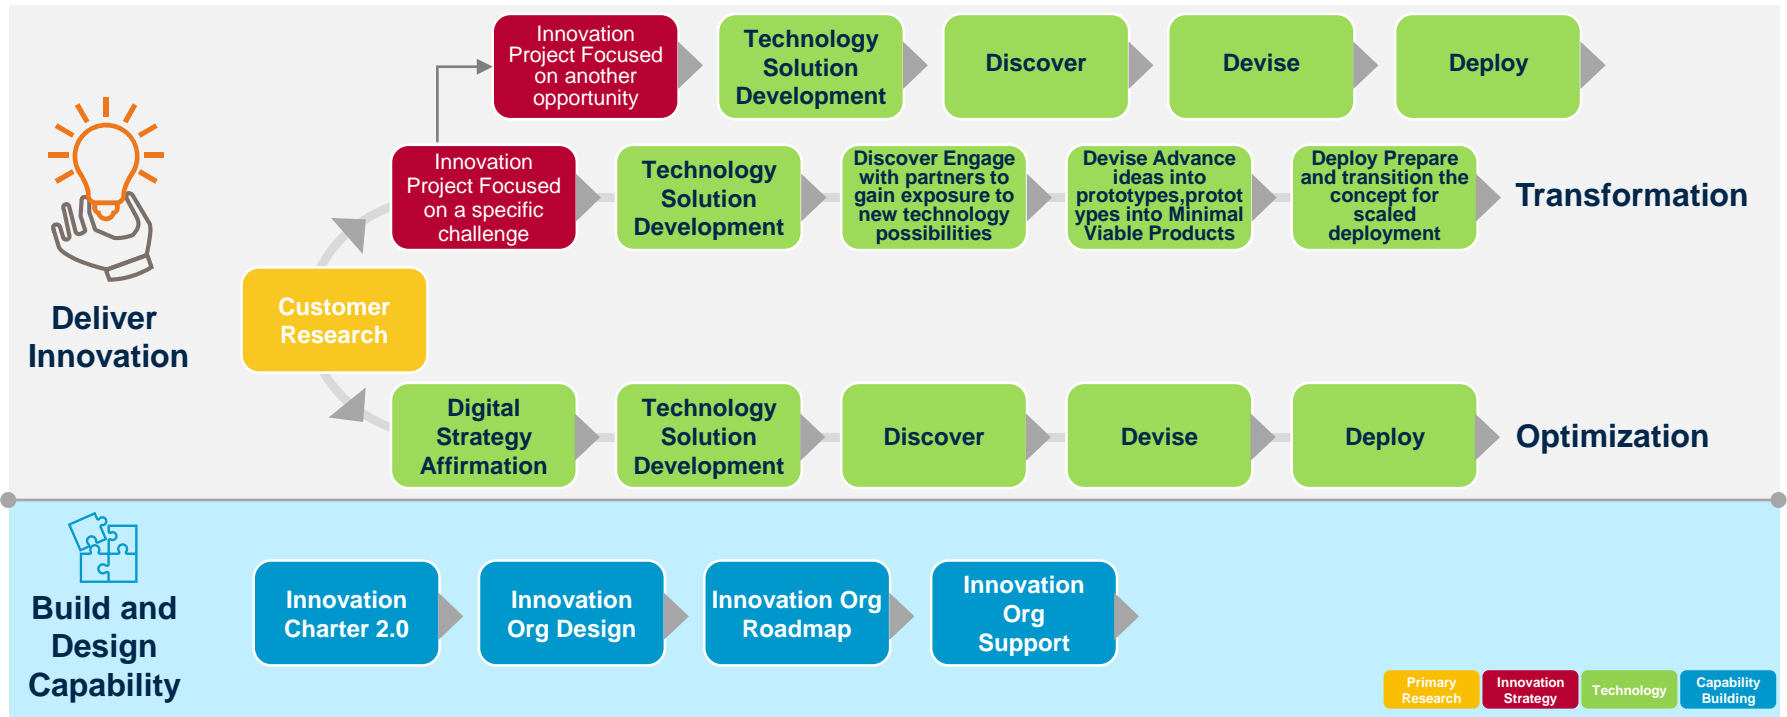 Innovation
Project Focused
on another
opportunity
Technology
Solution
Development
Discover
Devise
Deploy
Innovation
Project Focused
on a specific
challenge
Technology
Solution
Development
Discover Engage
with partners to
gain exposure to
new technology
possibilities
Devise Advance
ideas into
prototypes,protot
ypes into Minimal
Viable Products
Deploy Prepare
and transition the
concept for
scaled
deployment
Transformation
Deliver
Innovation
Customer
Research
Digital
Strategy
Affirmation
Technology
Solution
Development
Discover
Devise
Deploy
Optimization
Build and
Design
Capability
Innovation
Charter 2.0
Innovation
Org Design
Innovation Org
Roadmap
Innovation
Org
Support
Primary
Research
Innovation
Strategy
Technology
Capability
Building